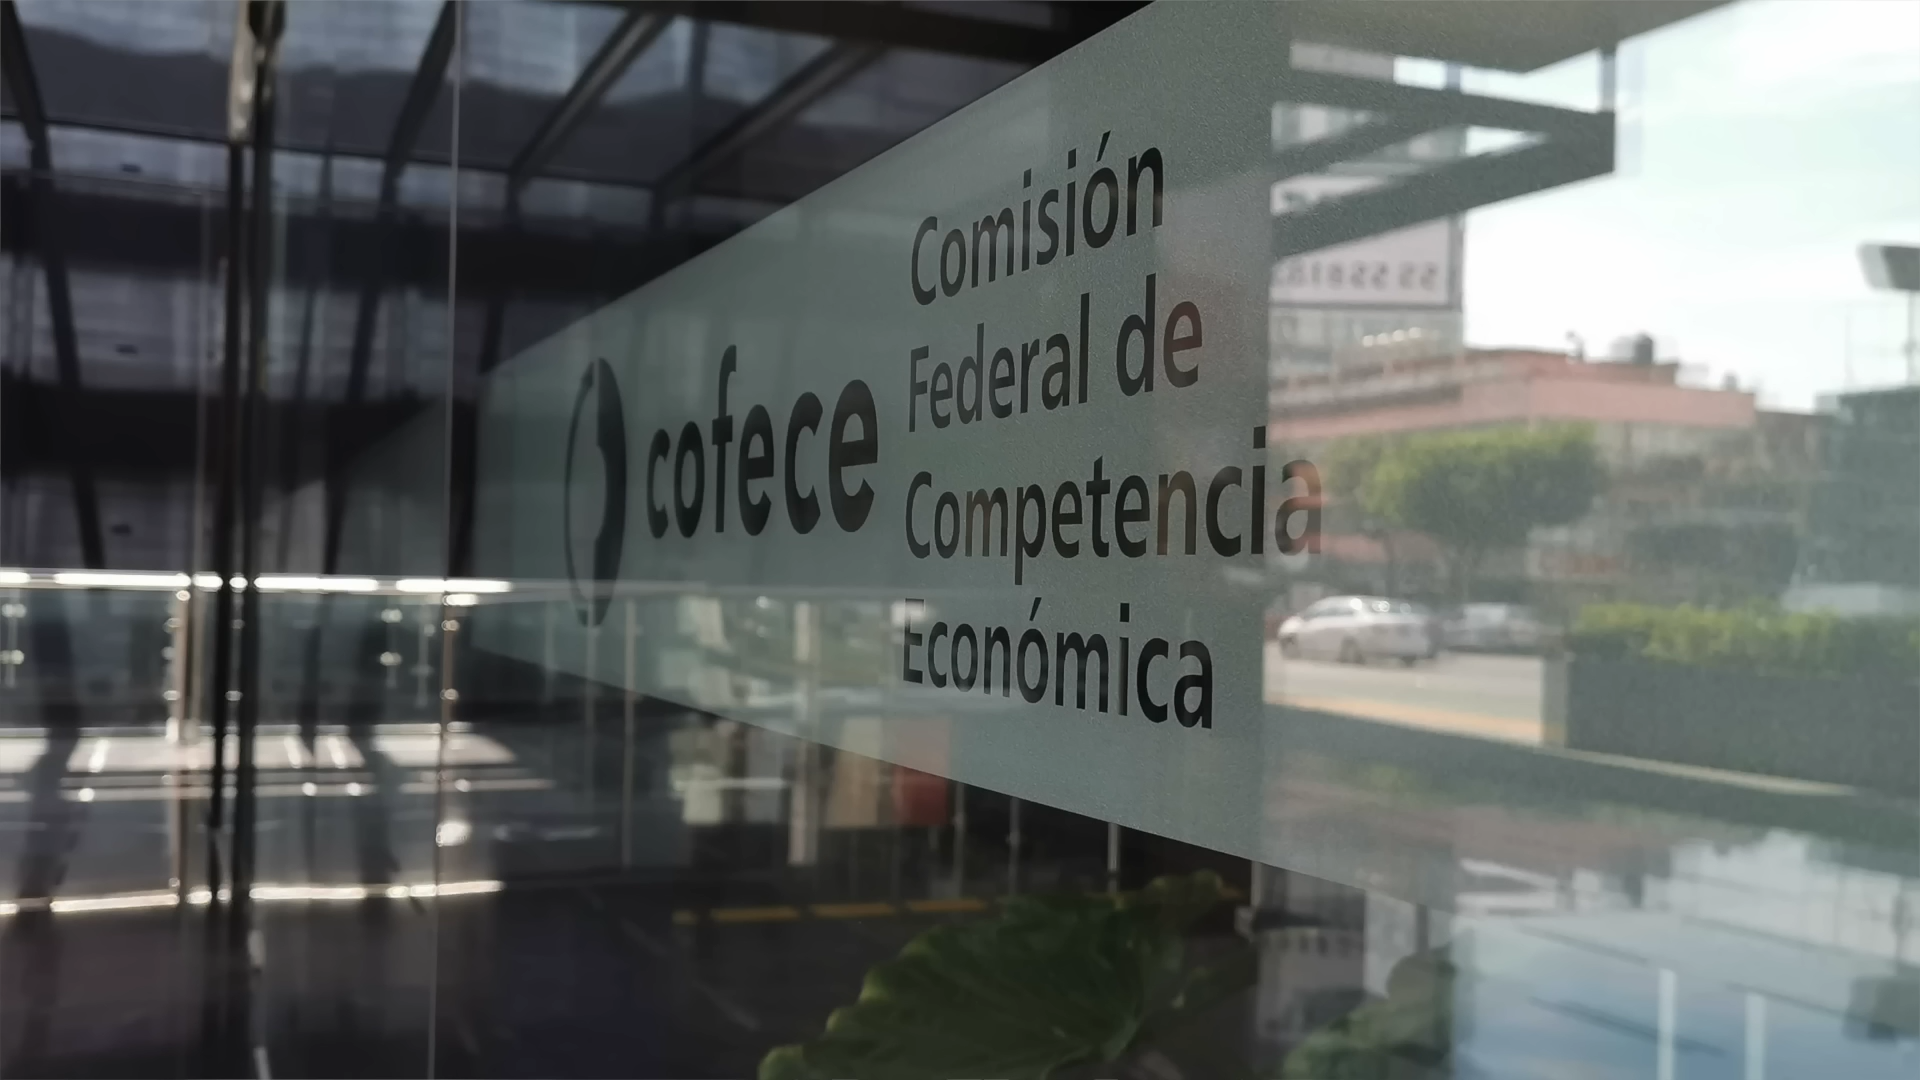 cofece
Comisión
Federal de
Competencia
Económica